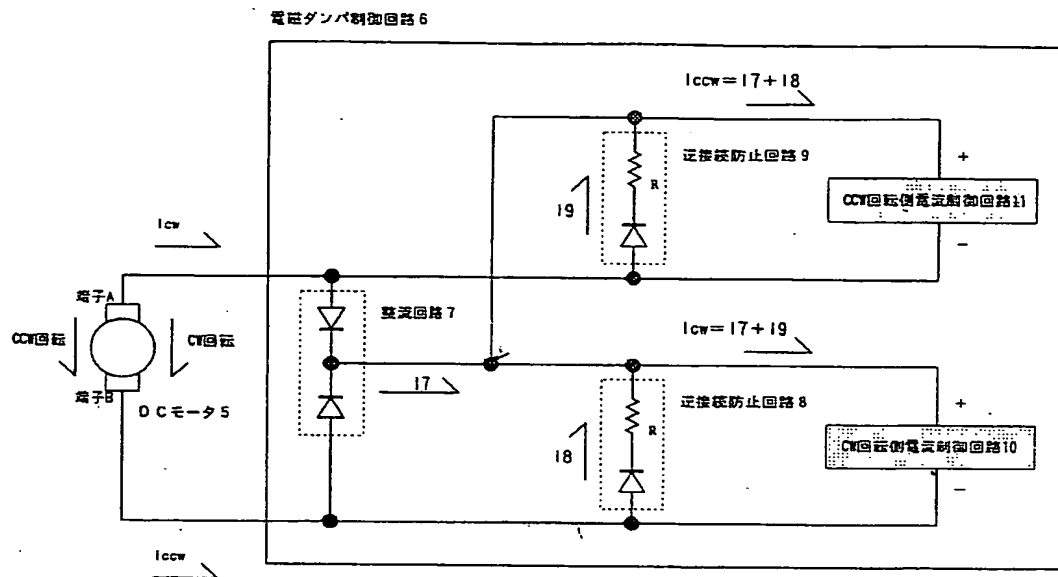 電磁ダンパ制御回路6
Iccw=I7+I8
逆接続防止回路9
R
I9
+
CCW回転側電流制御回路11
−
Icw
端子A
CCW回転
CW回転
端子B
DCモータ5
整流回路7
I7
Icw=I7+I9
逆接続防止回路8
R
I8
+
CW回転側電流制御回路10
−
Iccw